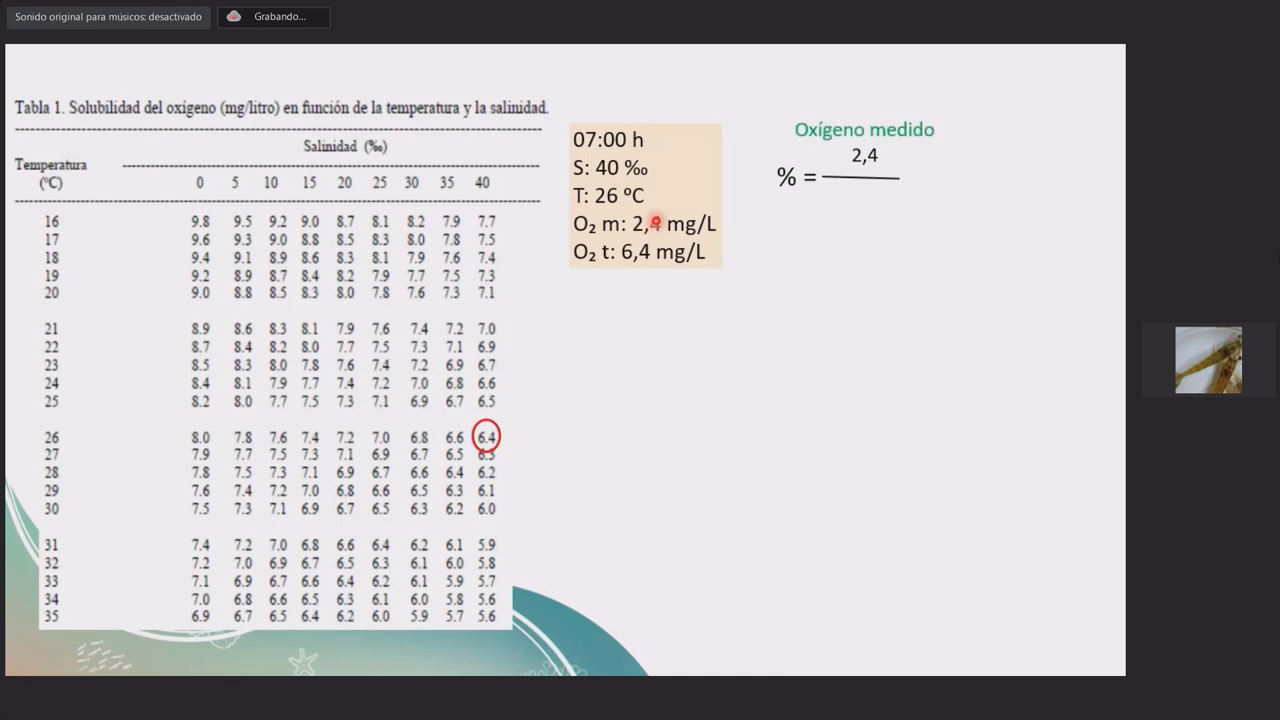 Sonido original para músicos: desactivado
Grabando...
Tabla 1. Solubilidad del oxígeno (mg/litro) en función de la temperatura y la salinidad.
Salinidad (‰)
Temperatura
(ºC) 0 5 10 15 20 25 30 35 40
16 9.8 9.5 9.2 9.0 8.7 8.1 8.2 7.9 7.7
17 9.6 9.3 9.0 8.8 8.5 8.3 8.0 7.8 7.5
18 9.4 9.1 8.9 8.6 8.3 8.1 7.9 7.6 7.4
19 9.2 8.9 8.7 8.4 8.2 7.9 7.7 7.5 7.3
20 9.0 8.8 8.5 8.3 8.0 7.8 7.6 7.3 7.1
21 8.9 8.6 8.3 8.1 7.9 7.6 7.4 7.2 7.0
22 8.7 8.4 8.2 8.0 7.7 7.5 7.3 7.1 6.9
23 8.5 8.3 8.0 7.8 7.6 7.4 7.2 6.9 6.7
24 8.4 8.1 7.9 7.7 7.4 7.2 7.0 6.8 6.6
25 8.2 8.0 7.7 7.5 7.3 7.1 6.9 6.7 6.5
26 8.0 7.8 7.6 7.4 7.2 7.0 6.8 6.6 6.4
27 7.9 7.7 7.5 7.3 7.1 6.9 6.7 6.5 6.3
28 7.8 7.5 7.3 7.1 6.9 6.7 6.6 6.4 6.2
29 7.6 7.4 7.2 7.0 6.8 6.6 6.5 6.3 6.1
30 7.5 7.3 7.1 6.9 6.7 6.5 6.3 6.2 6.0
31 7.4 7.2 7.0 6.8 6.6 6.4 6.2 6.1 5.9
32 7.2 7.0 6.9 6.7 6.5 6.3 6.1 6.0 5.8
33 7.1 6.9 6.7 6.6 6.4 6.2 6.1 5.9 5.7
34 7.0 6.8 6.6 6.5 6.3 6.1 6.0 5.8 5.6
35 6.9 6.7 6.5 6.4 6.2 6.0 5.9 5.7 5.6
07:00 h
S: 40 ‰
T: 26 ºC
O₂ m: 2,4 mg/L
O₂ t: 6,4 mg/L
Oxígeno medido
2,4
% =